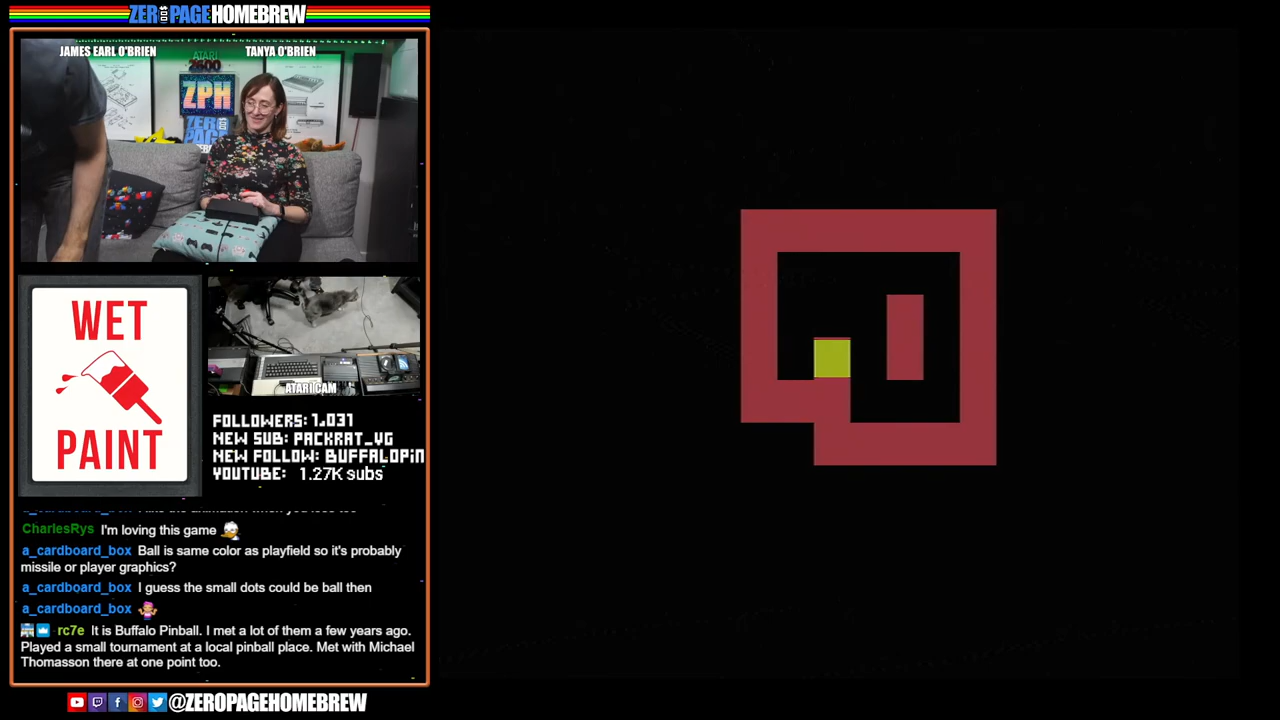 ZERO PAGE HOMEBREW
JAMES EARL O'BRIEN
TANYA O'BRIEN
ATARI
2600
ZPH
WET
PAINT
ATARI CAM
FOLLOWERS: 1,031
NEW SUB: PACKRAT_VG
NEW FOLLOW: BUFFALOPIN
YOUTUBE: 1.27K subs
CharlesRys I'm loving this game
a_cardboard_box Ball is same color as playfield so it's probably
missile or player graphics?
a_cardboard_box I guess the small dots could be ball then
a_cardboard_box
rc7e It is Buffalo Pinball. I met a lot of them a few years ago.
Played a small tournament at a local pinball place. Met with Michael
Thomasson there at one point too.
@ZEROPAGEHOMEBREW